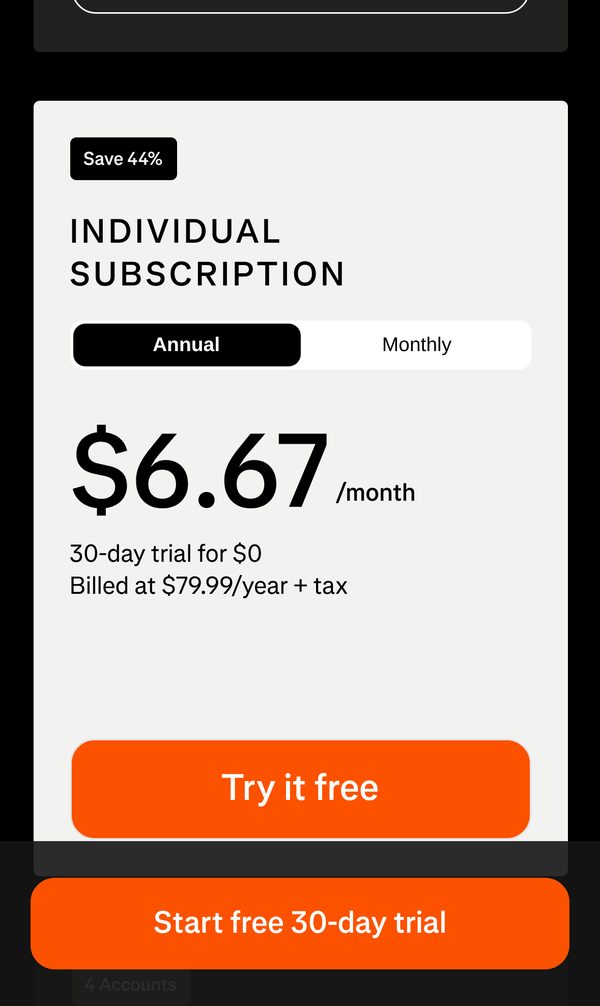 Save 44%
INDIVIDUAL
SUBSCRIPTION
Annual Monthly
$6.67 /month
30-day trial for $0
Billed at $79.99/year + tax
Try it free
Start free 30-day trial
4 Accounts